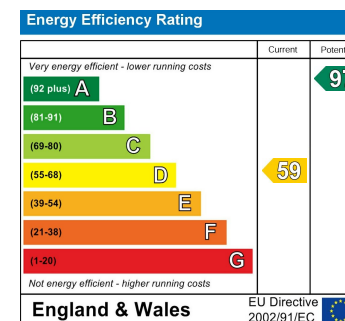 Energy Efficiency Rating
Current
Very energy efficient - lower running costs
(92 plus) A
(81-91) B
(69-80) C
(55-68) D
59
(39-54) E
(21-38) F
(1-20) G
Not energy efficient - higher running costs
England & Wales
EU Directive
2002/91/EC